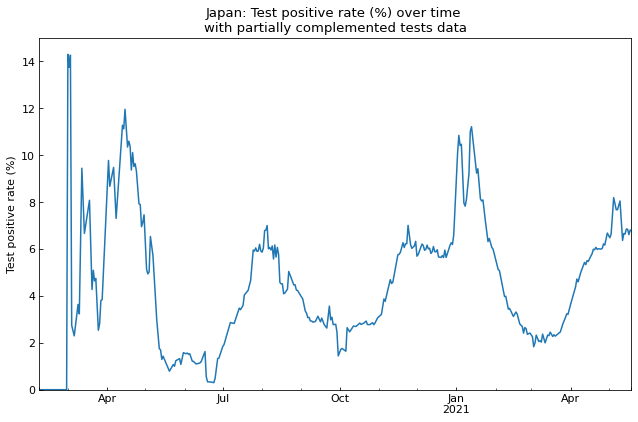 Japan: Test positive rate (%) over time
with partially complemented tests data
Test positive rate (%)
14
12
10
8
6
4
2
0
Apr
Jul
Oct
Jan
2021
Apr